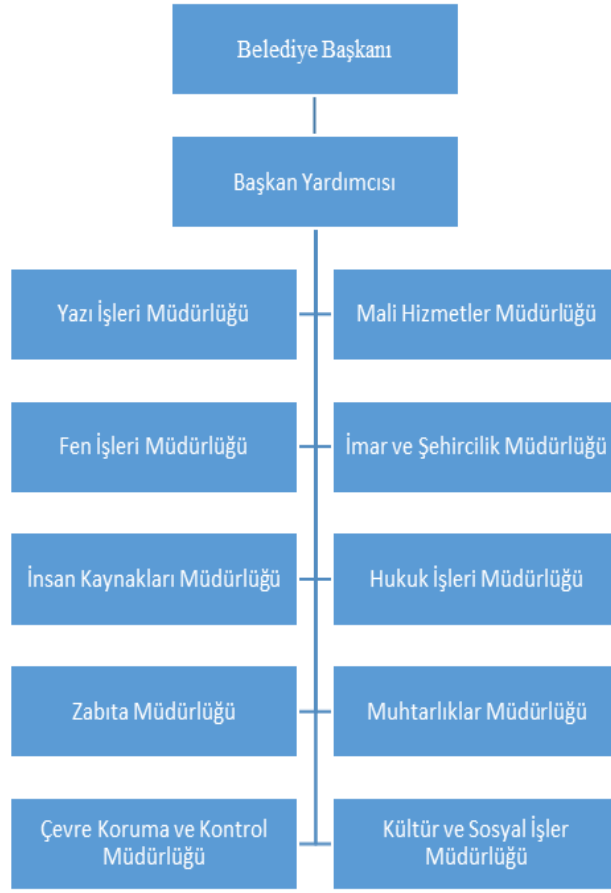 Belediye Başkanı
Başkan Yardımcısı
Yazı İşleri Müdürlüğü
Mali Hizmetler Müdürlüğü
Fen İşleri Müdürlüğü
İmar ve Şehircilik Müdürlüğü
İnsan Kaynakları Müdürlüğü
Hukuk İşleri Müdürlüğü
Zabıta Müdürlüğü
Muhtarlıklar Müdürlüğü
Çevre Koruma ve Kontrol
Müdürlüğü
Kültür ve Sosyal İşler
Müdürlüğü